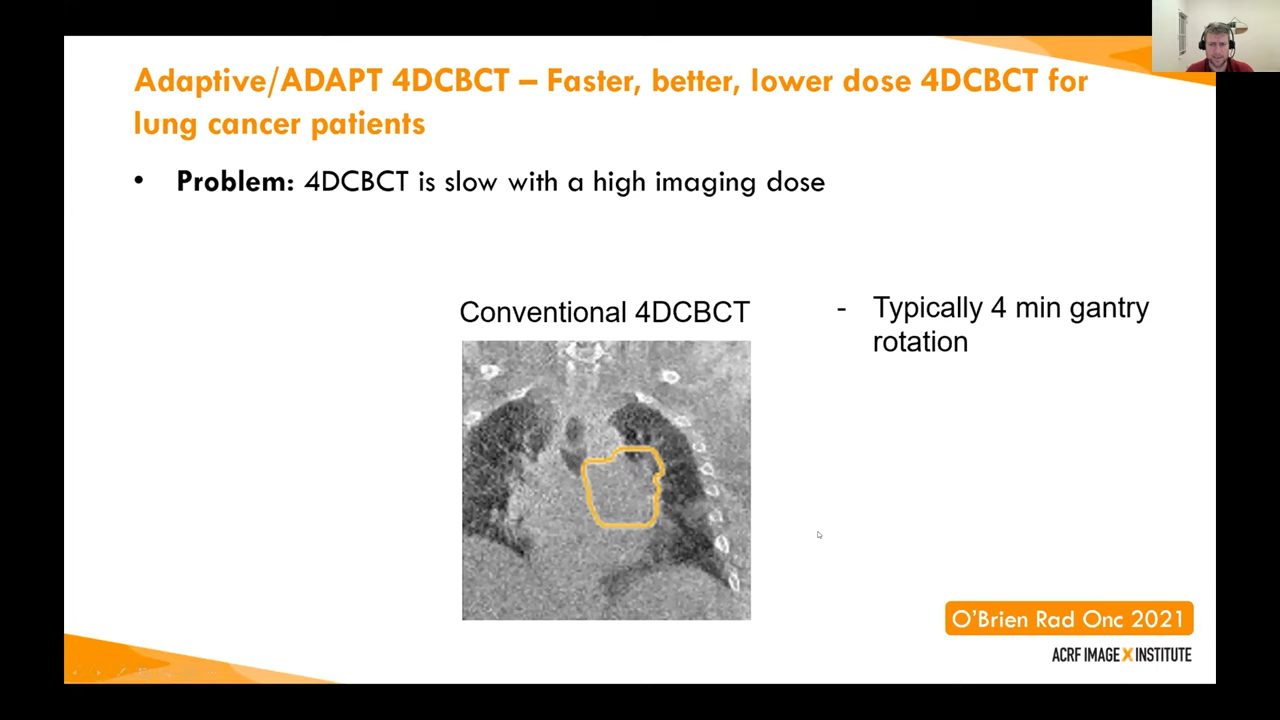 Adaptive/ADAPT 4DCBCT – Faster, better, lower dose 4DCBCT for
lung cancer patients
• Problem: 4DCBCT is slow with a high imaging dose
Conventional 4DCBCT
- Typically 4 min gantry
rotation
O'Brien Rad Onc 2021
ACRF IMAGE X INSTITUTE